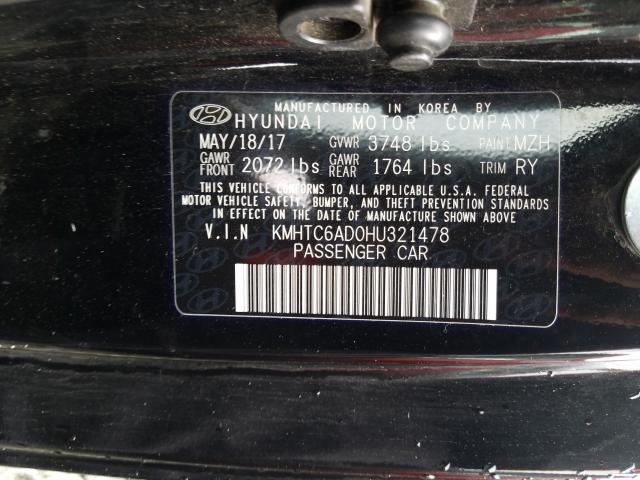 MANUFACTURED IN KOREA BY
HYUNDAI MOTOR COMPANY
MAY/18/17 GVWR 3748 lbs PAINT MZH
GAWR FRONT 2072 lbs GAWR REAR 1764 lbs TRIM RY
THIS VEHICLE CONFORMS TO ALL APPLICABLE U.S.A. FEDERAL
MOTOR VEHICLE SAFETY, BUMPER, AND THEFT PREVENTION STANDARDS
IN EFFECT ON THE DATE OF MANUFACTURE SHOWN ABOVE
V.I.N KMHTC6AD0HU321478
PASSENGER CAR